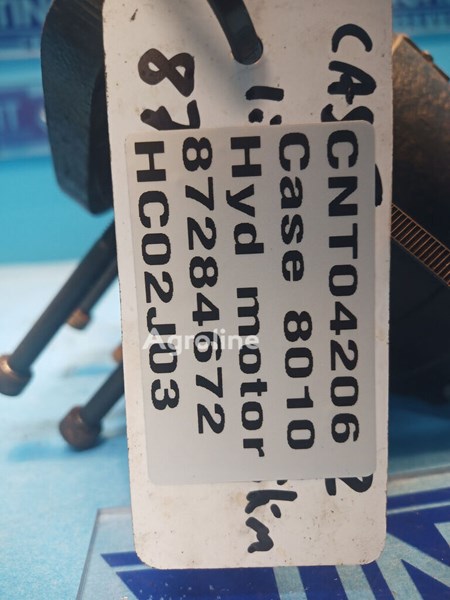 CNT04206
Case 8010
Hyd motor
87284672
HC02J03
Agroline